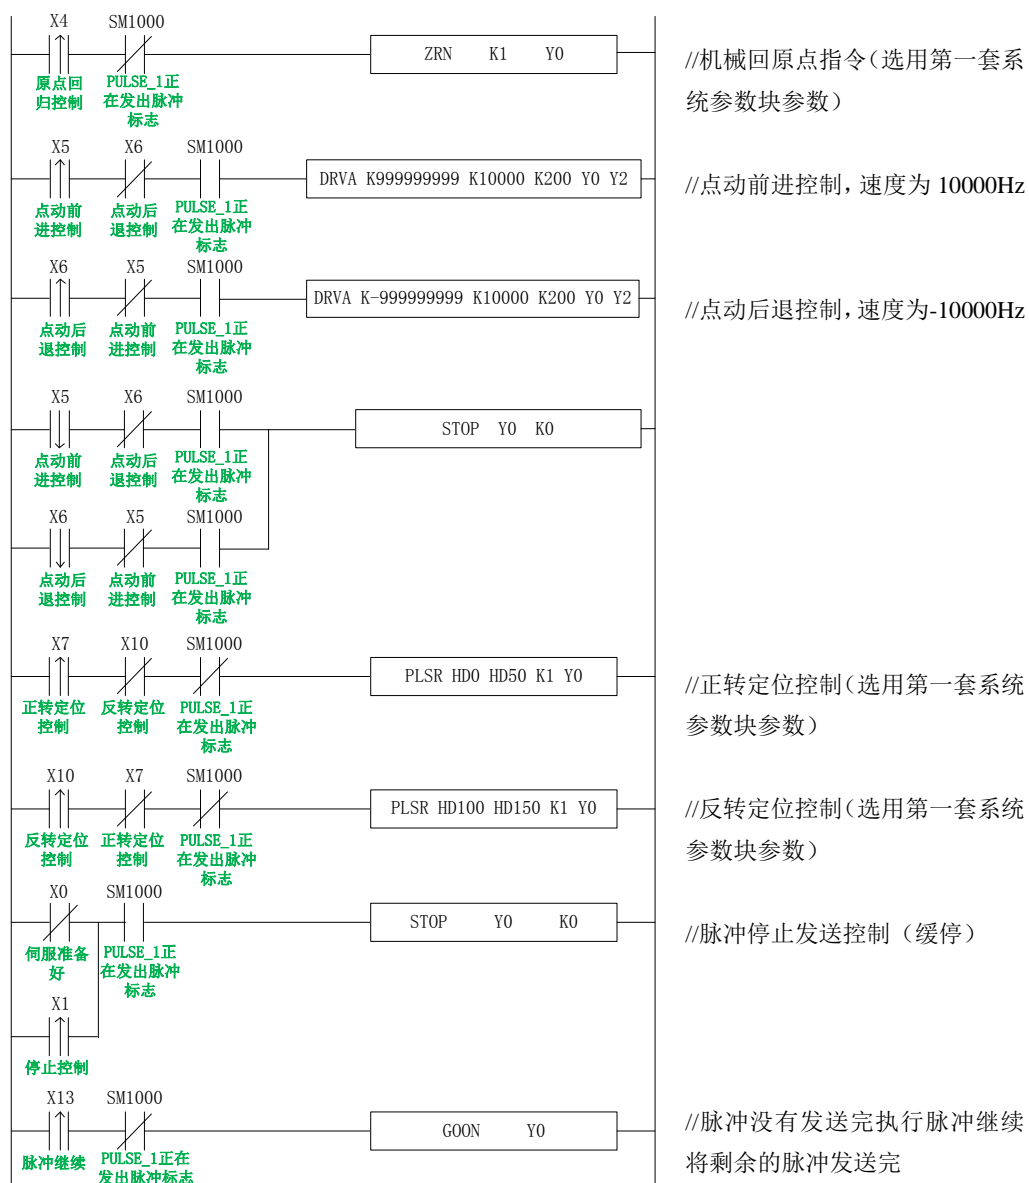 X4 SM1000
ZRN K1 Y0
原点回 PULSE_1正
归控制 在发出脉冲
标志
//机械回原点指令（选用第一套系
统参数块参数）
X5 X6 SM1000
DRVA K999999999 K10000 K200 Y0 Y2
点动前 点动后 PULSE_1正
进控制 退控制 在发出脉冲
标志
//点动前进控制，速度为 10000Hz
X6 X5 SM1000
DRVA K-999999999 K10000 K200 Y0 Y2
点动后 点动前 PULSE_1正
退控制 进控制 在发出脉冲
标志
//点动后退控制，速度为-10000Hz
X5 X6 SM1000
STOP Y0 K0
点动前 点动后 PULSE_1正
进控制 退控制 在发出脉冲
标志
X6 X5 SM1000
点动后 点动前 PULSE_1正
退控制 进控制 在发出脉冲
标志
X7 X10 SM1000
PLSR HD0 HD50 K1 Y0
正转定位 反转定位 PULSE_1正
控制 控制 在发出脉冲
标志
//正转定位控制（选用第一套系统
参数块参数）
X10 X7 SM1000
PLSR HD100 HD150 K1 Y0
反转定位 正转定位 PULSE_1正
控制 控制 在发出脉冲
标志
//反转定位控制（选用第一套系统
参数块参数）
X0 SM1000
STOP Y0 K0
伺服准备 PULSE_1正
好 在发出脉冲
标志
//脉冲停止发送控制（缓停）
X1
停止控制
X13 SM1000
GOON Y0
脉冲继续 PULSE_1正在
发出脉冲标志
//脉冲没有发送完执行脉冲继续
将剩余的脉冲发送完